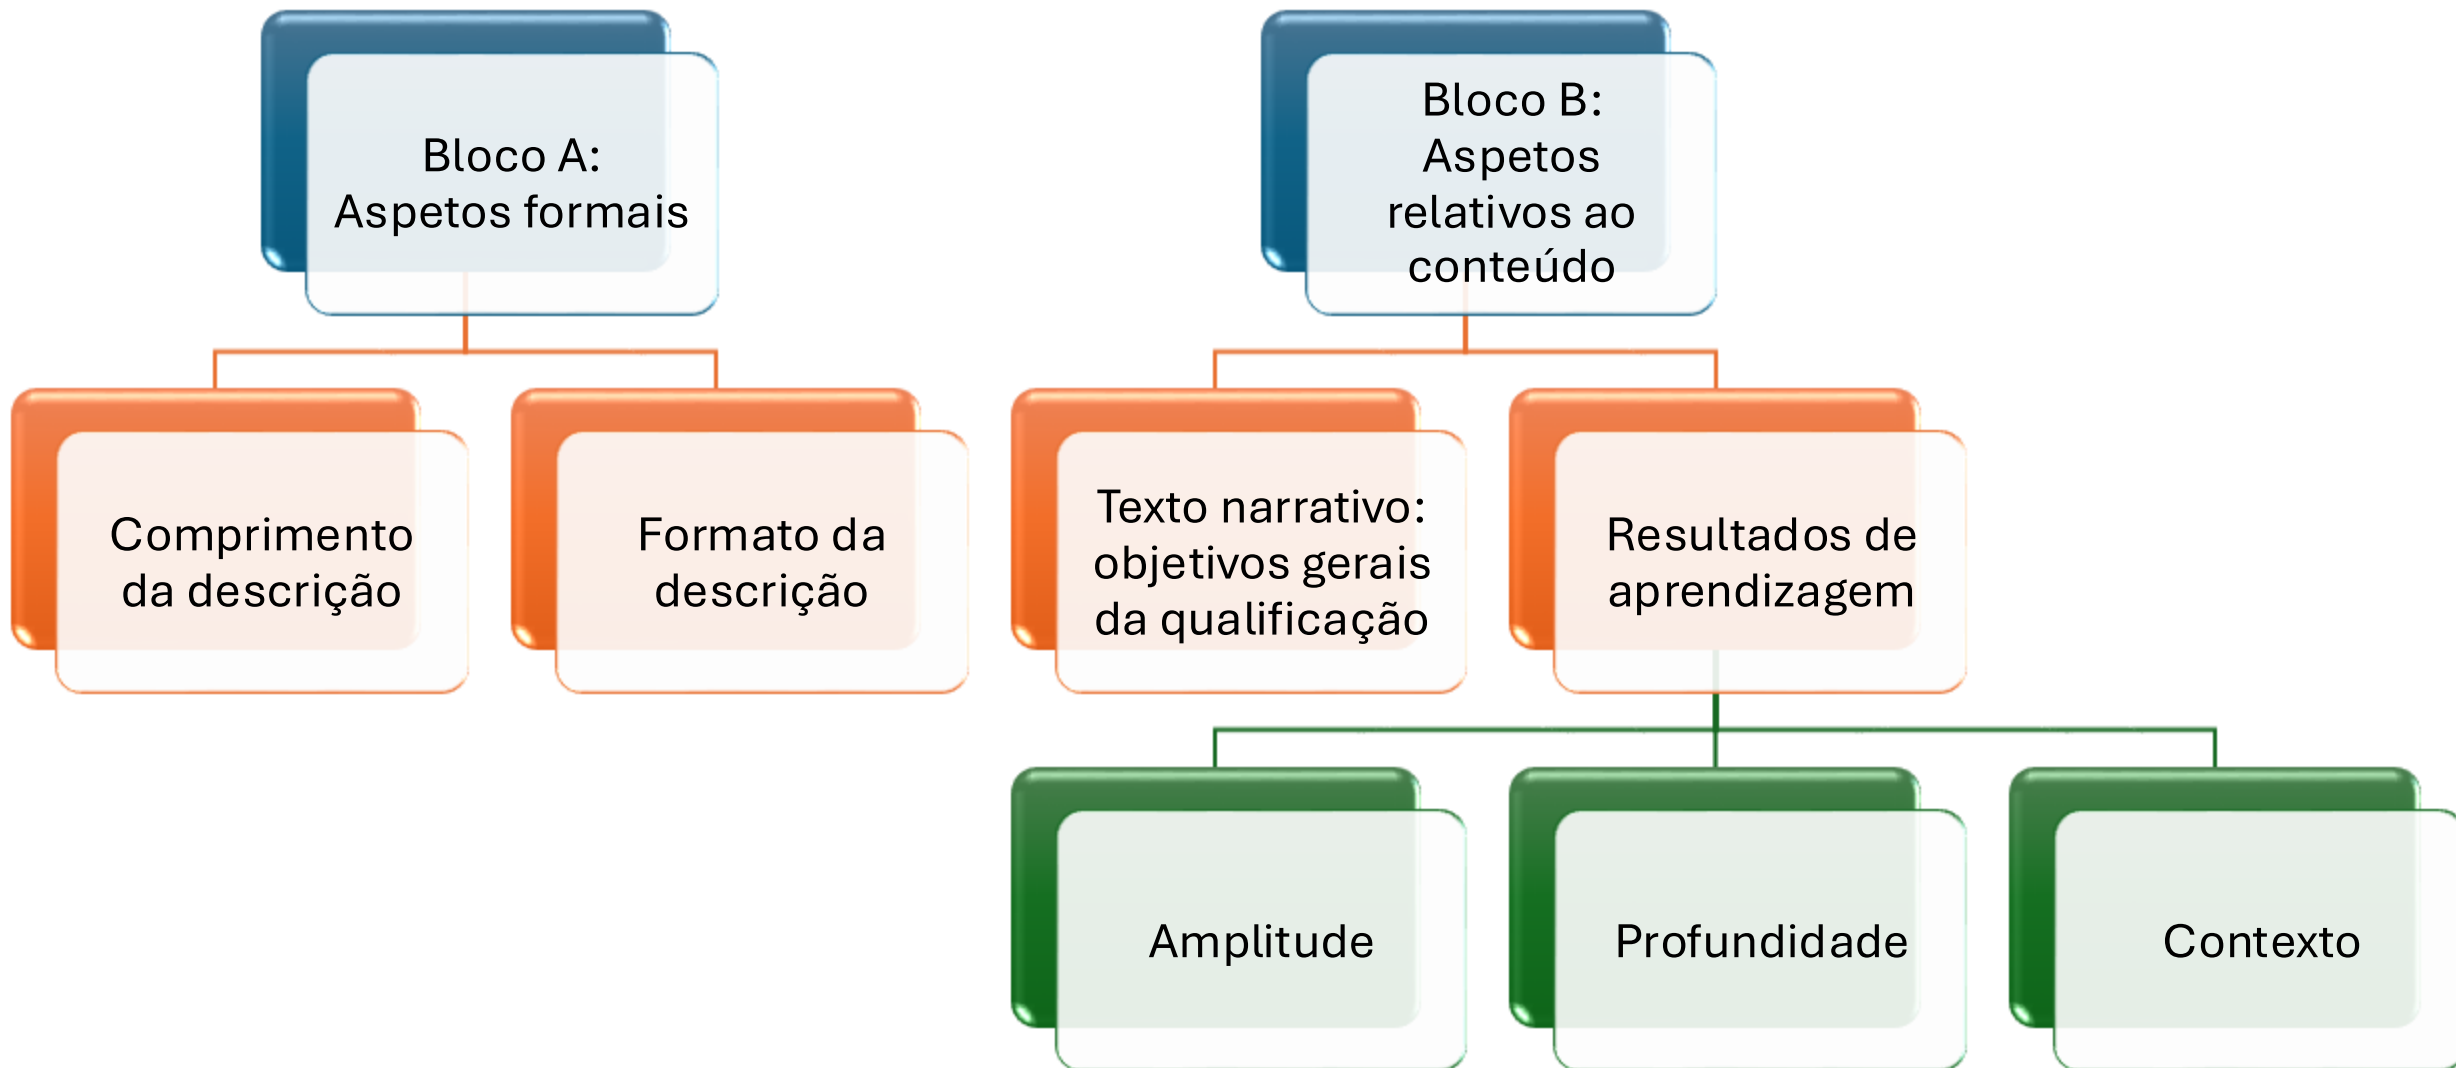 Bloco A:
Aspetos formais
Bloco B:
Aspetos
relativos ao
conteúdo
Comprimento
da descrição
Formato da
descrição
Texto narrativo:
objetivos gerais
da qualificação
Resultados de
aprendizagem
Amplitude
Profundidade
Contexto